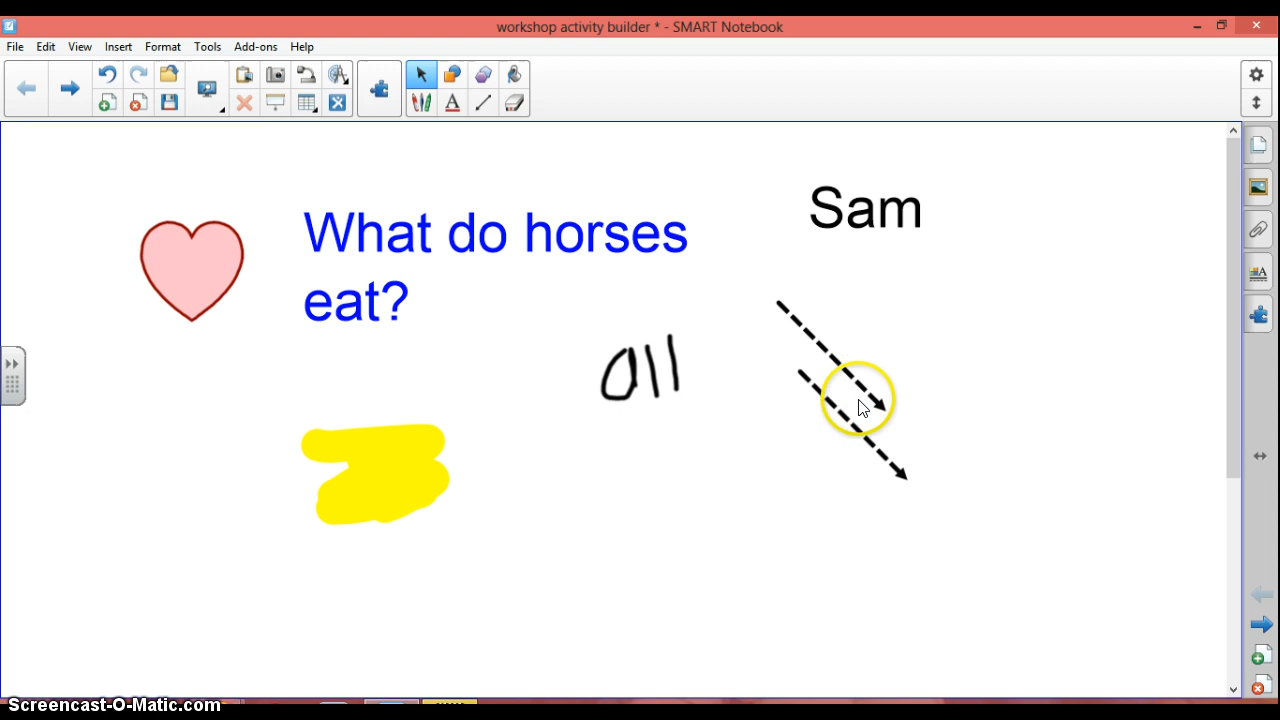 workshop activity builder * - SMART Notebook
File Edit View Insert Format Tools Add-ons Help
Sam
What do horses
eat?
all
Screencast-O-Matic.com